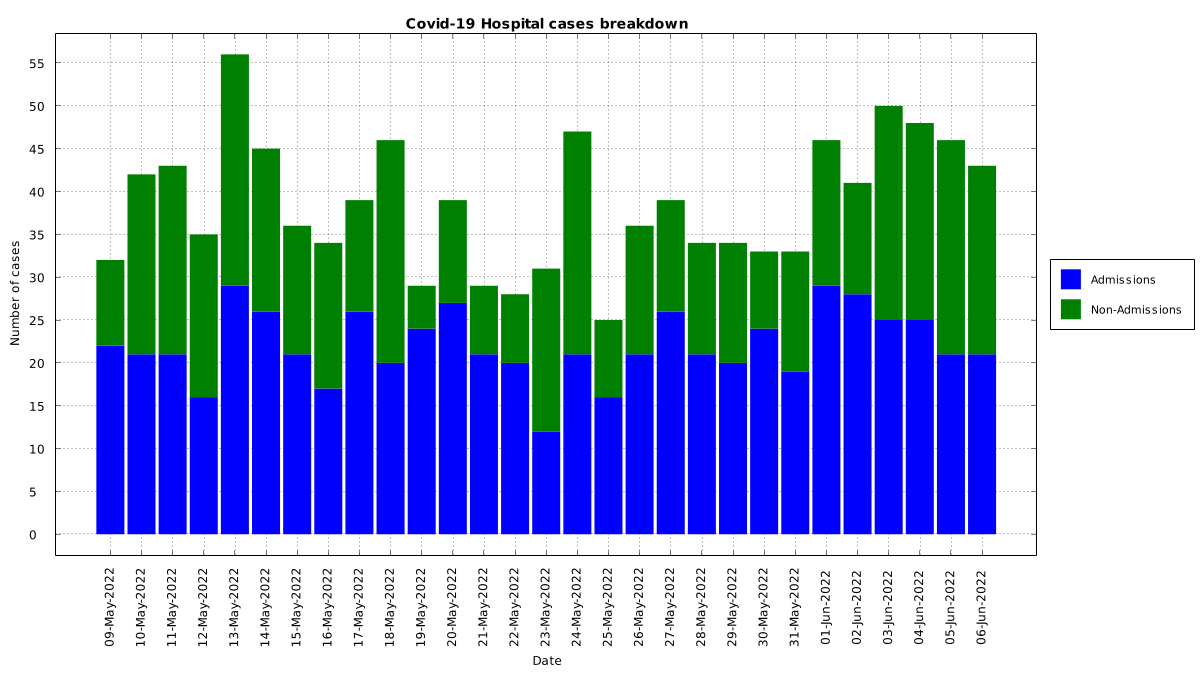 Covid-19 Hospital cases breakdown
Number of cases
55
50
45
40
35
30
25
20
15
10
5
0
09-May-2022
10-May-2022
11-May-2022
12-May-2022
13-May-2022
14-May-2022
15-May-2022
16-May-2022
17-May-2022
18-May-2022
19-May-2022
20-May-2022
21-May-2022
22-May-2022
23-May-2022
24-May-2022
25-May-2022
26-May-2022
27-May-2022
28-May-2022
29-May-2022
30-May-2022
31-May-2022
01-Jun-2022
02-Jun-2022
03-Jun-2022
04-Jun-2022
05-Jun-2022
06-Jun-2022
Date
Admissions
Non-Admissions